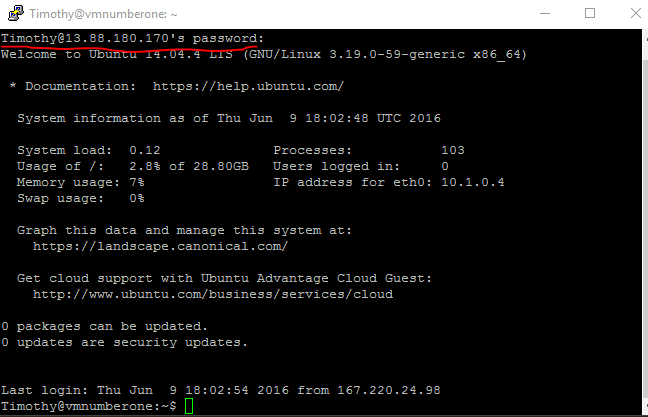 Timothy@vmnumberone: ~
Timothy@13.88.180.170's password:
Welcome to Ubuntu 14.04.4 LTS (GNU/Linux 3.19.0-59-generic x86_64)
* Documentation:  https://help.ubuntu.com/
System information as of Thu Jun  9 18:02:48 UTC 2016
System load:  0.12              Processes:           103
Usage of /:   2.8% of 28.80GB   Users logged in:     0
Memory usage: 7%                IP address for eth0: 10.1.0.4
Swap usage:   0%
Graph this data and manage this system at:
https://landscape.canonical.com/
Get cloud support with Ubuntu Advantage Cloud Guest:
http://www.ubuntu.com/business/services/cloud
0 packages can be updated.
0 updates are security updates.
Last login: Thu Jun  9 18:02:54 2016 from 167.220.24.98
Timothy@vmnumberone:~$